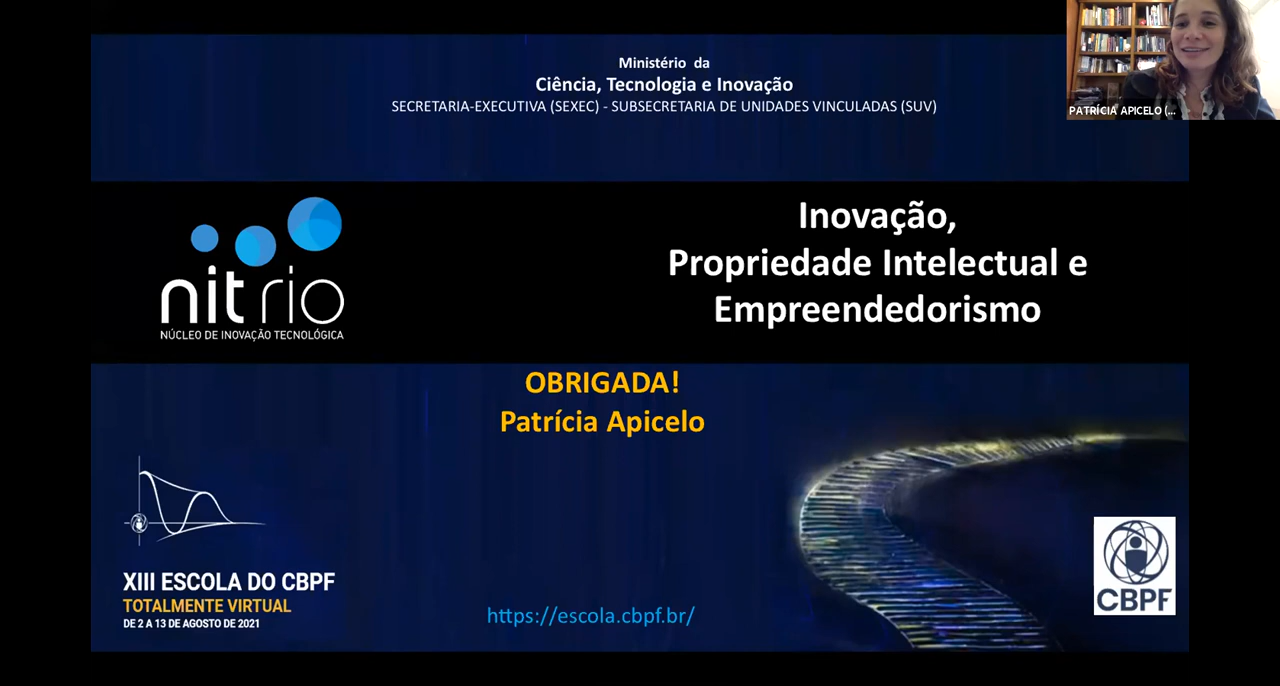 Ministério da
Ciência, Tecnologia e Inovação
SECRETARIA-EXECUTIVA (SEXEC) - SUBSECRETARIA DE UNIDADES VINCULADAS (SUV)
PATRÍCIA APICELO (...
nit rio
NÚCLEO DE INOVAÇÃO TECNOLÓGICA
Inovação,
Propriedade Intelectual e
Empreendedorismo
OBRIGADA!
Patrícia Apicelo
XIII ESCOLA DO CBPF
TOTALMENTE VIRTUAL
DE 2 A 13 DE AGOSTO DE 2021
https://escola.cbpf.br/
CBPF